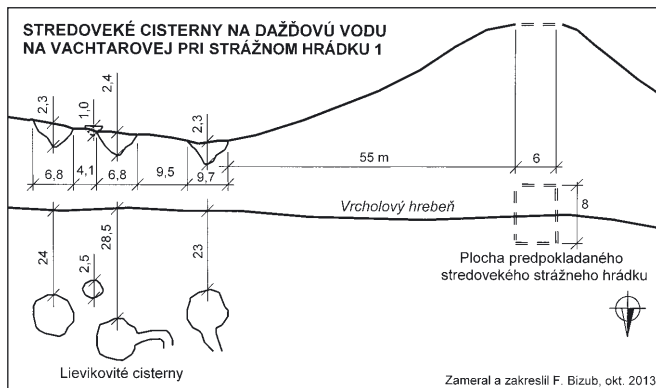 STREDOVEKÉ CISTERNY NA DAŽĎOVÚ VODU
NA VACHTAROVEJ PRI STRÁŽNOM HRÁDKU 1
2,3
1,0
2,4
2,3
6,8
4,1
6,8
9,5
9,7
55 m
6
Vrcholový hrebeň
8
24
2,5
28,5
23
Plocha predpokladaného
stredovekého strážneho hrádku
Lievikovité cisterny
Zameral a zakreslil F. Bizub, okt. 2013